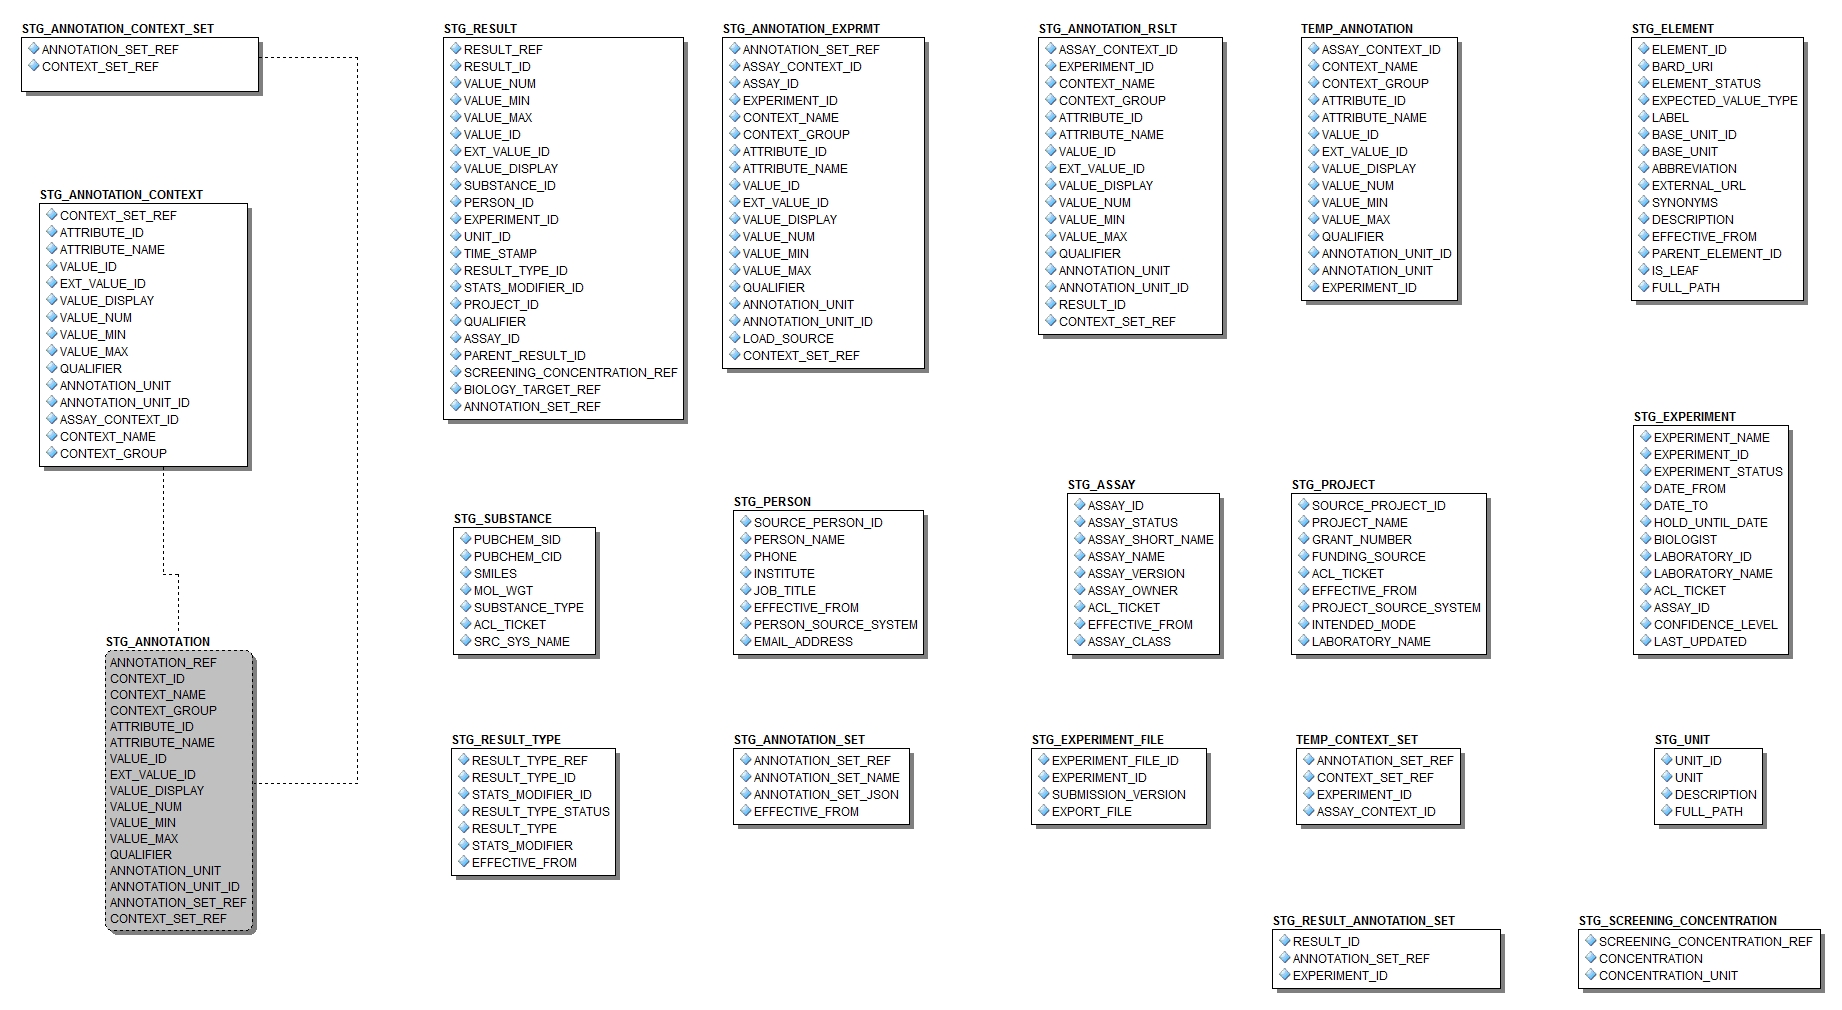 STG_ANNOTATION_CONTEXT_SET
ANNOTATION_SET_REF
CONTEXT_SET_REF
STG_ANNOTATION_CONTEXT
CONTEXT_SET_REF
ATTRIBUTE_ID
ATTRIBUTE_NAME
VALUE_ID
EXT_VALUE_ID
VALUE_DISPLAY
VALUE_NUM
VALUE_MIN
VALUE_MAX
QUALIFIER
ANNOTATION_UNIT
ANNOTATION_UNIT_ID
ASSAY_CONTEXT_ID
CONTEXT_NAME
CONTEXT_GROUP
STG_ANNOTATION
ANNOTATION_REF
CONTEXT_ID
CONTEXT_NAME
CONTEXT_GROUP
ATTRIBUTE_ID
ATTRIBUTE_NAME
VALUE_ID
EXT_VALUE_ID
VALUE_DISPLAY
VALUE_NUM
VALUE_MIN
VALUE_MAX
QUALIFIER
ANNOTATION_UNIT
ANNOTATION_UNIT_ID
ANNOTATION_SET_REF
CONTEXT_SET_REF
STG_RESULT
RESULT_REF
RESULT_ID
VALUE_NUM
VALUE_MIN
VALUE_MAX
VALUE_ID
EXT_VALUE_ID
VALUE_DISPLAY
SUBSTANCE_ID
PERSON_ID
EXPERIMENT_ID
UNIT_ID
TIME_STAMP
RESULT_TYPE_ID
STATS_MODIFIER_ID
PROJECT_ID
QUALIFIER
ASSAY_ID
PARENT_RESULT_ID
SCREENING_CONCENTRATION_REF
BIOLOGY_TARGET_REF
ANNOTATION_SET_REF
STG_SUBSTANCE
PUBCHEM_SID
PUBCHEM_CID
SMILES
MOL_WGT
SUBSTANCE_TYPE
ACL_TICKET
SRC_SYS_NAME
STG_RESULT_TYPE
RESULT_TYPE_REF
RESULT_TYPE_ID
STATS_MODIFIER_ID
RESULT_TYPE_STATUS
RESULT_TYPE
STATS_MODIFIER
EFFECTIVE_FROM
STG_ANNOTATION_EXPRMT
ANNOTATION_SET_REF
ASSAY_CONTEXT_ID
ASSAY_ID
EXPERIMENT_ID
CONTEXT_NAME
CONTEXT_GROUP
ATTRIBUTE_ID
ATTRIBUTE_NAME
VALUE_ID
EXT_VALUE_ID
VALUE_DISPLAY
VALUE_NUM
VALUE_MIN
VALUE_MAX
QUALIFIER
ANNOTATION_UNIT
ANNOTATION_UNIT_ID
LOAD_SOURCE
CONTEXT_SET_REF
STG_PERSON
SOURCE_PERSON_ID
PERSON_NAME
PHONE
INSTITUTE
JOB_TITLE
EFFECTIVE_FROM
PERSON_SOURCE_SYSTEM
EMAIL_ADDRESS
STG_ANNOTATION_SET
ANNOTATION_SET_REF
ANNOTATION_SET_NAME
ANNOTATION_SET_JSON
EFFECTIVE_FROM
STG_ANNOTATION_RSLT
ASSAY_CONTEXT_ID
EXPERIMENT_ID
CONTEXT_NAME
CONTEXT_GROUP
ATTRIBUTE_ID
ATTRIBUTE_NAME
VALUE_ID
EXT_VALUE_ID
VALUE_DISPLAY
VALUE_NUM
VALUE_MIN
VALUE_MAX
QUALIFIER
ANNOTATION_UNIT
ANNOTATION_UNIT_ID
RESULT_ID
CONTEXT_SET_REF
STG_ASSAY
ASSAY_ID
ASSAY_STATUS
ASSAY_SHORT_NAME
ASSAY_NAME
ASSAY_VERSION
ASSAY_OWNER
ACL_TICKET
EFFECTIVE_FROM
ASSAY_CLASS
STG_EXPERIMENT_FILE
EXPERIMENT_FILE_ID
EXPERIMENT_ID
SUBMISSION_VERSION
EXPORT_FILE
TEMP_ANNOTATION
ASSAY_CONTEXT_ID
CONTEXT_NAME
CONTEXT_GROUP
ATTRIBUTE_ID
ATTRIBUTE_NAME
VALUE_ID
EXT_VALUE_ID
VALUE_DISPLAY
VALUE_NUM
VALUE_MIN
VALUE_MAX
QUALIFIER
ANNOTATION_UNIT_ID
ANNOTATION_UNIT
EXPERIMENT_ID
STG_PROJECT
SOURCE_PROJECT_ID
PROJECT_NAME
GRANT_NUMBER
FUNDING_SOURCE
ACL_TICKET
EFFECTIVE_FROM
PROJECT_SOURCE_SYSTEM
INTENDED_MODE
LABORATORY_NAME
TEMP_CONTEXT_SET
ANNOTATION_SET_REF
CONTEXT_SET_REF
EXPERIMENT_ID
ASSAY_CONTEXT_ID
STG_RESULT_ANNOTATION_SET
RESULT_ID
ANNOTATION_SET_REF
EXPERIMENT_ID
STG_ELEMENT
ELEMENT_ID
BARD_URI
ELEMENT_STATUS
EXPECTED_VALUE_TYPE
LABEL
BASE_UNIT_ID
BASE_UNIT
ABBREVIATION
EXTERNAL_URL
SYNONYMS
DESCRIPTION
EFFECTIVE_FROM
PARENT_ELEMENT_ID
IS_LEAF
FULL_PATH
STG_EXPERIMENT
EXPERIMENT_NAME
EXPERIMENT_ID
EXPERIMENT_STATUS
DATE_FROM
DATE_TO
HOLD_UNTIL_DATE
BIOLOGIST
LABORATORY_ID
LABORATORY_NAME
ACL_TICKET
ASSAY_ID
CONFIDENCE_LEVEL
LAST_UPDATED
STG_UNIT
UNIT_ID
UNIT
DESCRIPTION
FULL_PATH
STG_SCREENING_CONCENTRATION
SCREENING_CONCENTRATION_REF
CONCENTRATION
CONCENTRATION_UNIT